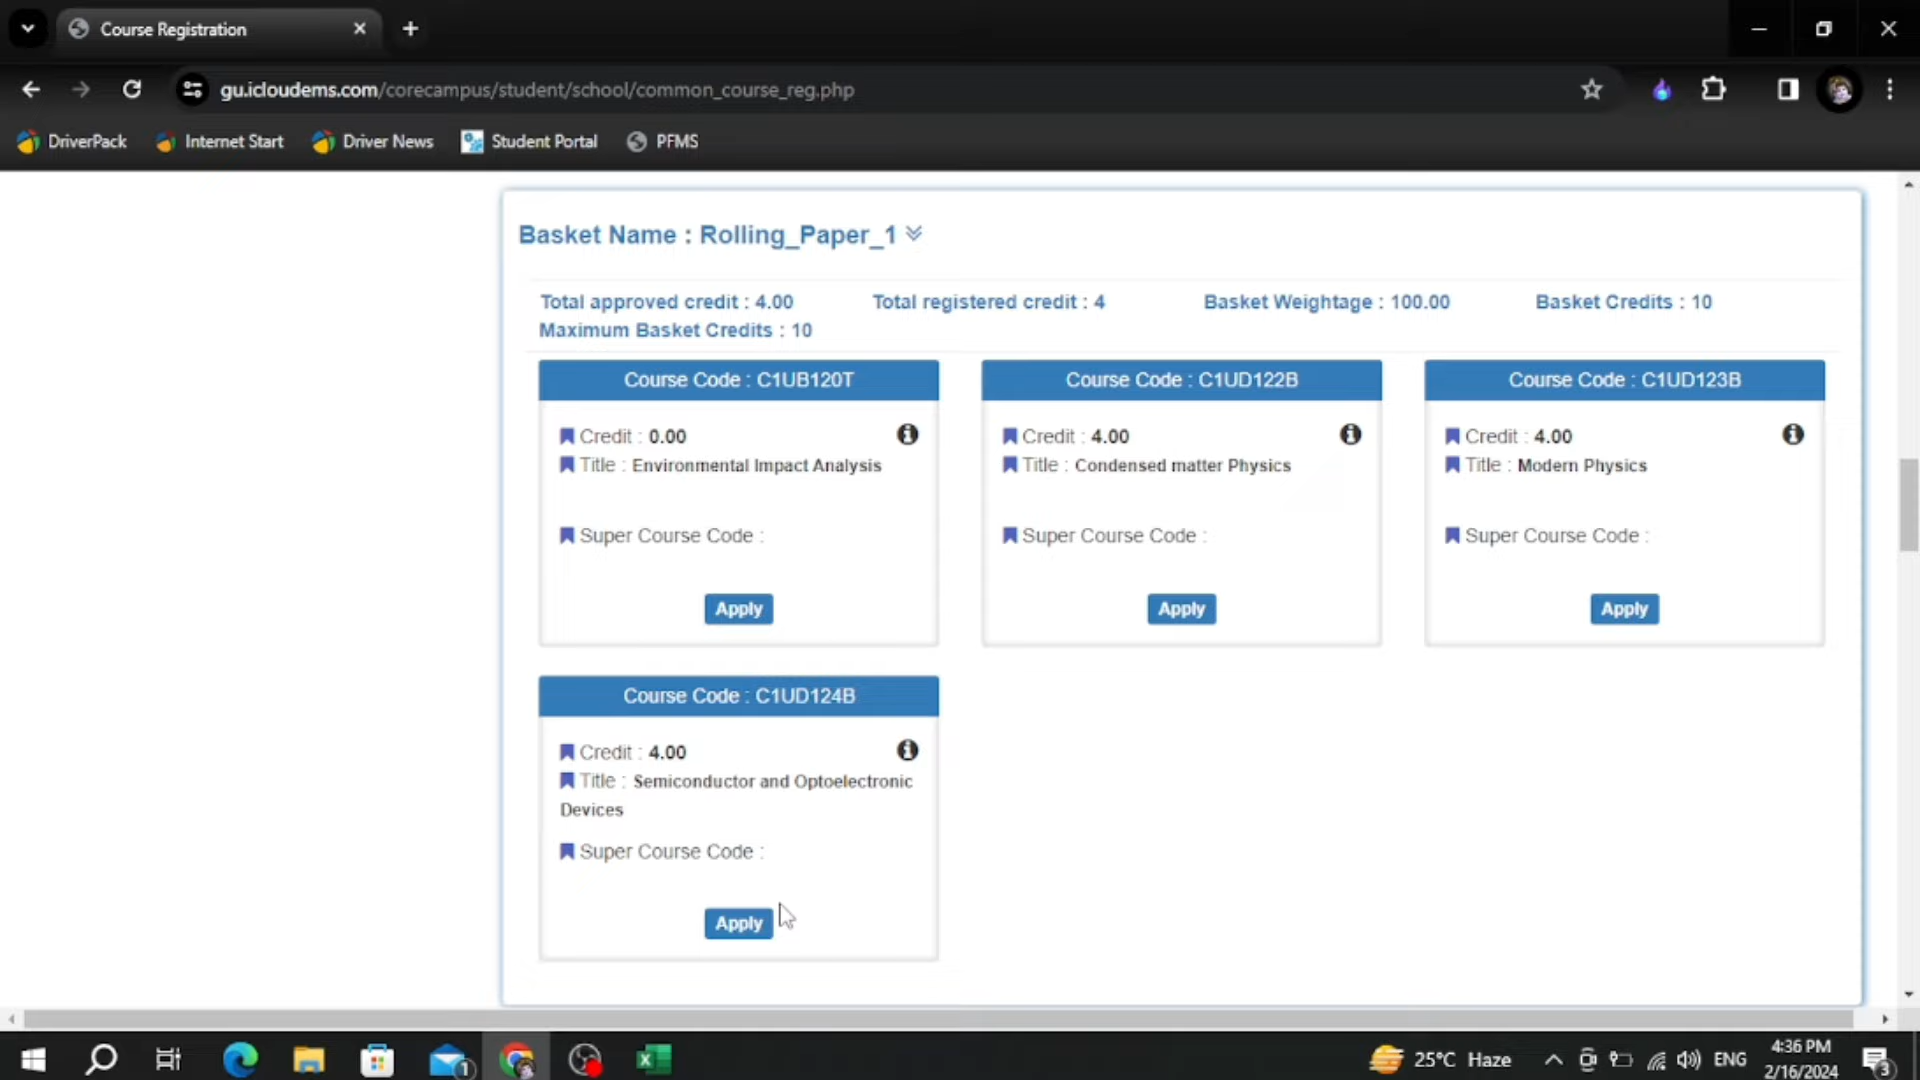 Course Registration
gu.icloudems.com/corecampus/student/school/common_course_reg.php
DriverPack Internet Start Driver News Student Portal PFMS
Basket Name : Rolling_Paper_1
Total approved credit : 4.00 Total registered credit : 4 Basket Weightage : 100.00 Basket Credits : 10
Maximum Basket Credits : 10
Course Code : C1UB120T
Credit : 0.00
Title : Environmental Impact Analysis
Super Course Code :
Apply
Course Code : C1UD122B
Credit : 4.00
Title : Condensed matter Physics
Super Course Code :
Apply
Course Code : C1UD123B
Credit : 4.00
Title : Modern Physics
Super Course Code :
Apply
Course Code : C1UD124B
Credit : 4.00
Title : Semiconductor and Optoelectronic
Devices
Super Course Code :
Apply
1
25°C Haze
ENG
4:36 PM
2/16/2024
3